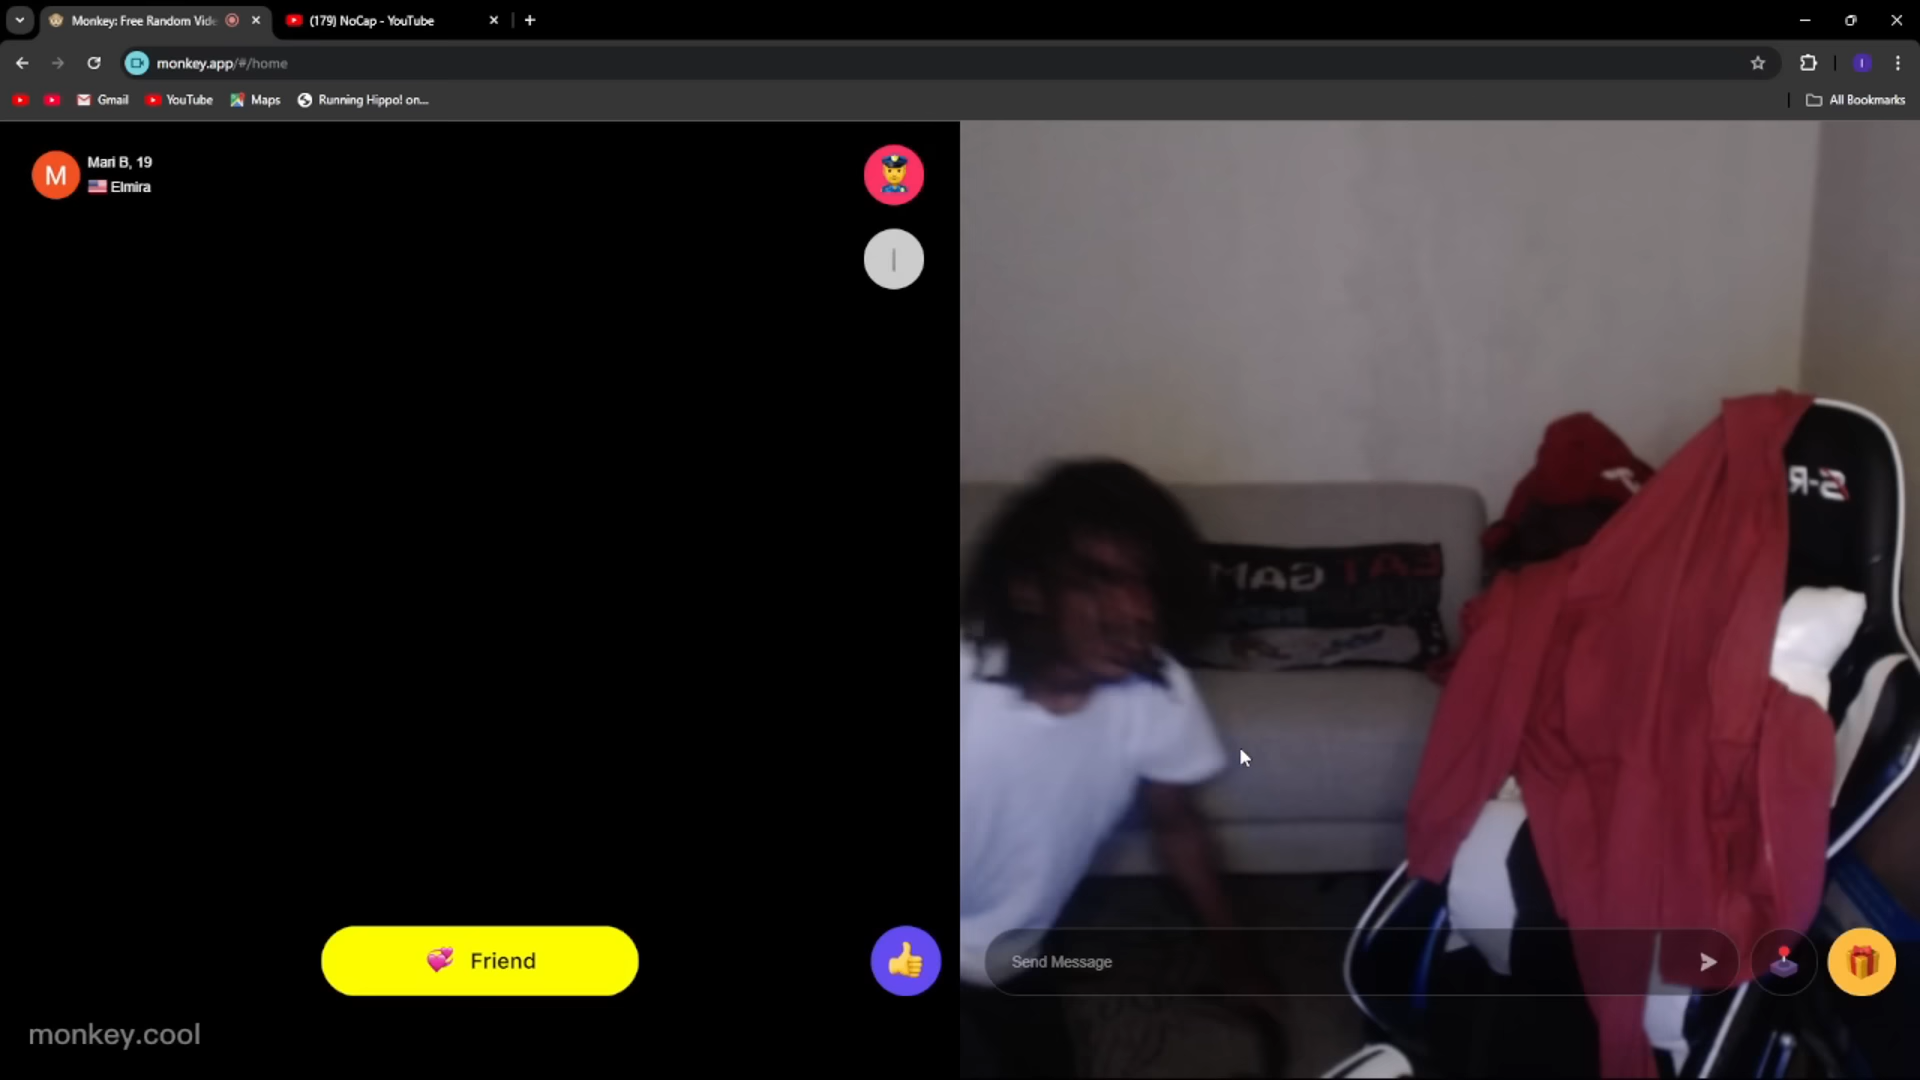 Monkey: Free Random Vide
(179) NoCap - YouTube
monkey.app/#/home
Gmail
YouTube
Maps
Running Hippo! on...
All Bookmarks
M
Mari B, 19
Elmira
I
Friend
Send Message
monkey.cool